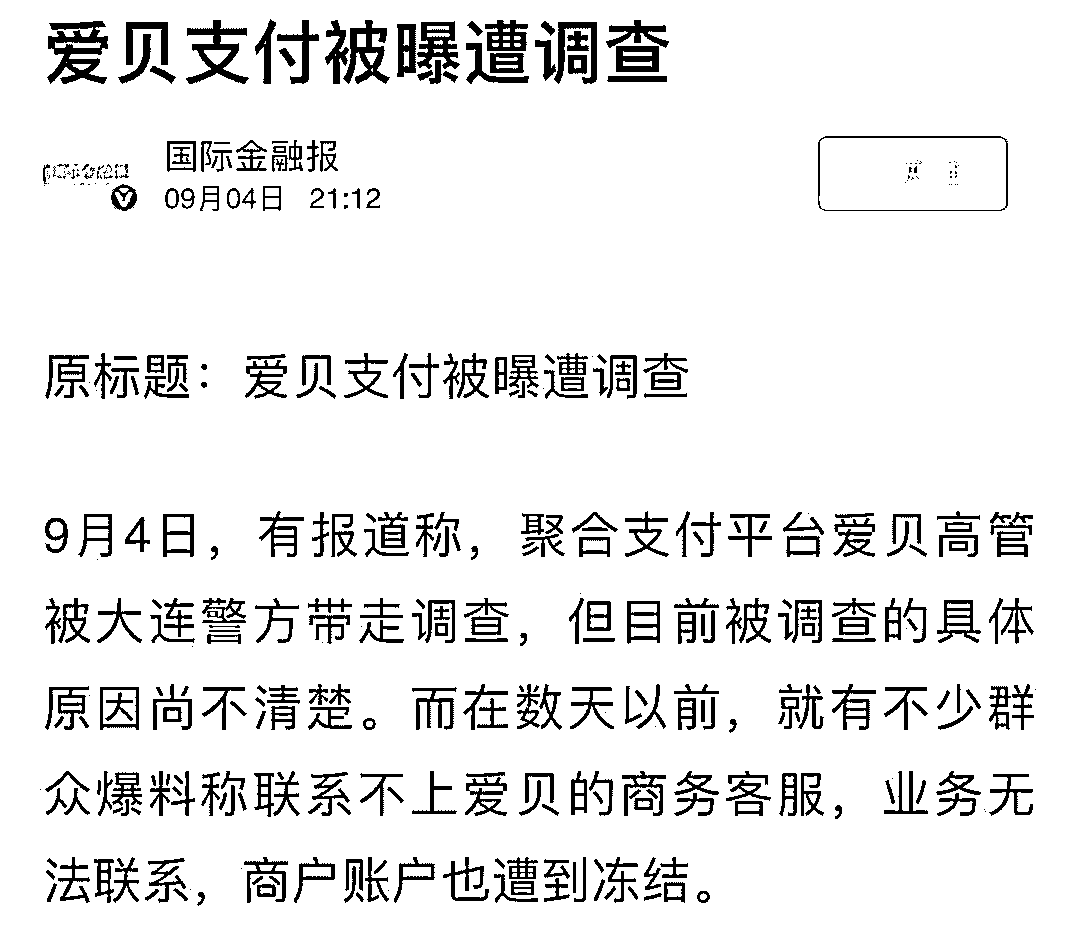 爱贝支付被曝遭调查
国际金融报
09月04日 21:12
原标题：爱贝支付被曝遭调查
9月4日，有报道称，聚合支付平台爱贝高管
被大连警方带走调查，但目前被调查的具体
原因尚不清楚。而在数天以前，就有不少群
众爆料称联系不上爱贝的商务客服，业务无
法联系，商户账户也遭到冻结。